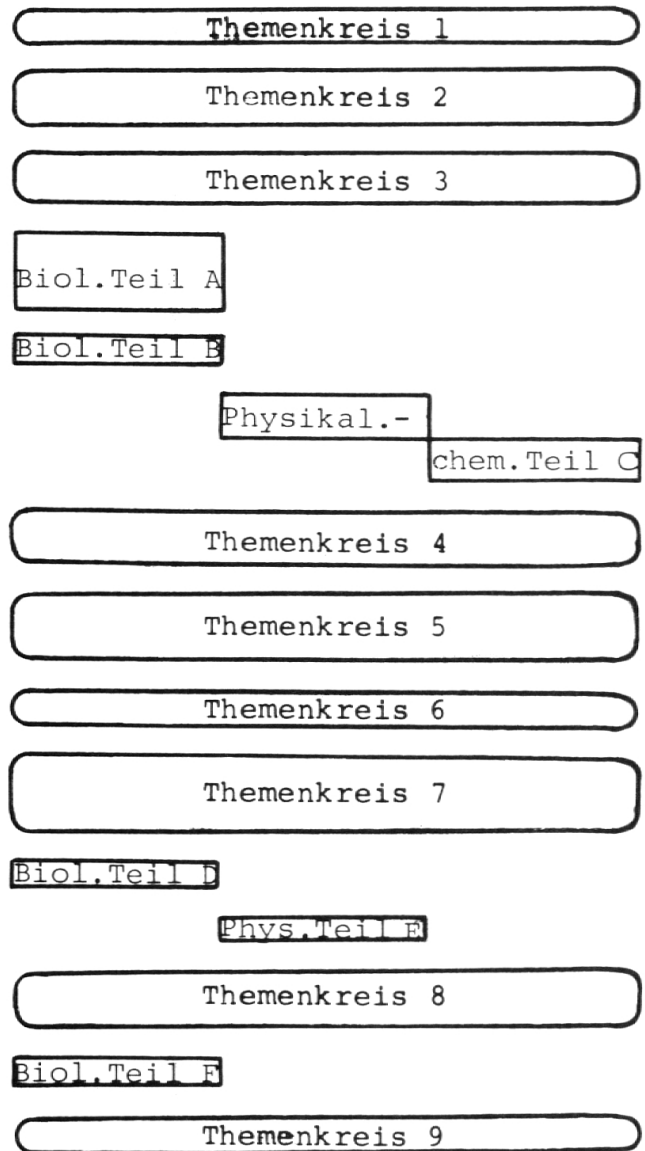 Themenkreis 1
Themenkreis 2
Themenkreis 3
Biol.Teil A
Biol.Teil B
Physikal.-
chem.Teil C
Themenkreis 4
Themenkreis 5
Themenkreis 6
Themenkreis 7
Biol.Teil D
Phys.Teil E
Themenkreis 8
Biol.Teil F
Themenkreis 9